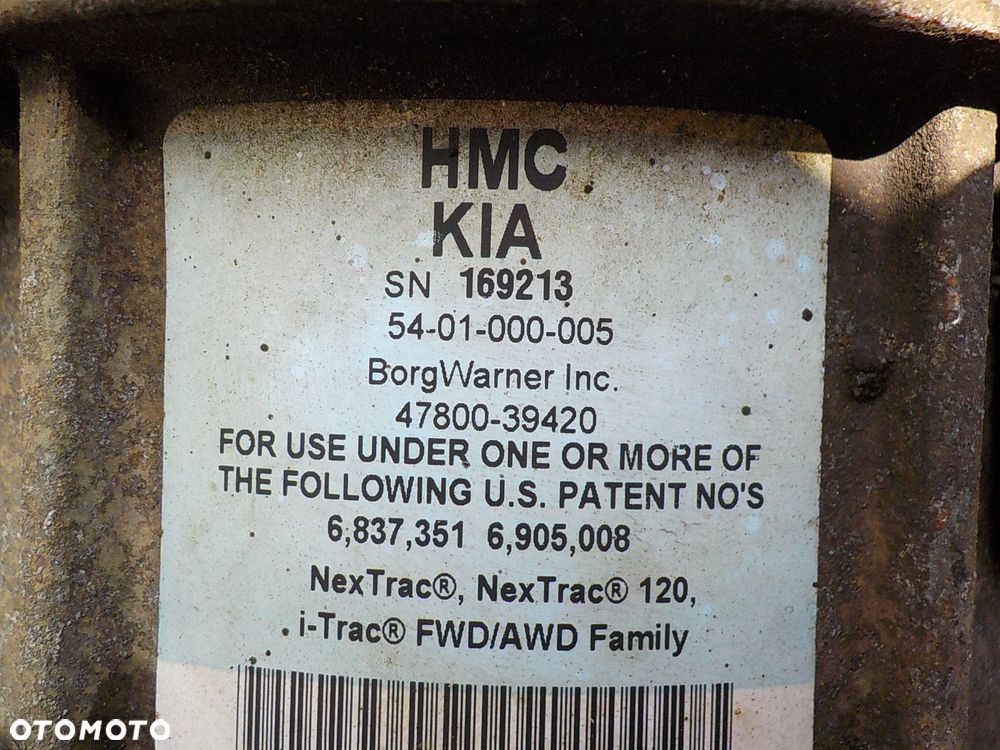 HMC
KIA
SN 169213
54-01-000-005
BorgWarner Inc.
47800-39420
FOR USE UNDER ONE OR MORE OF
THE FOLLOWING U.S. PATENT NO'S
6,837,351 6,905,008
NexTrac®, NexTrac® 120,
i-Trac® FWD/AWD Family
OTOMOTO